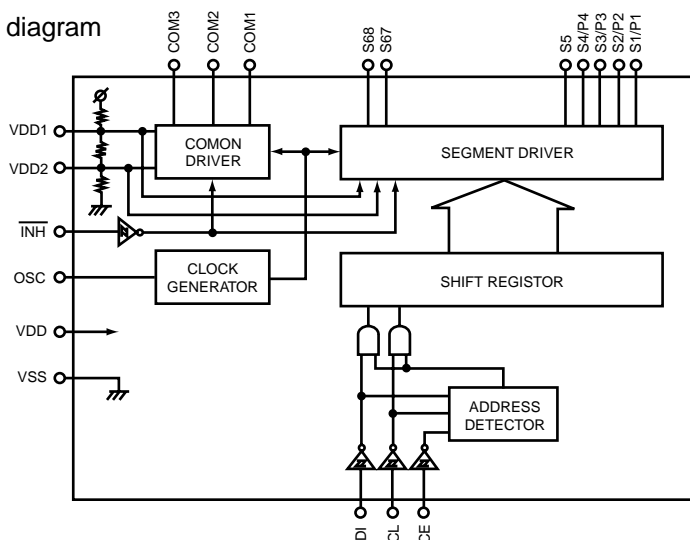 diagram
COM3
COM2
COM1
S68
S67
S5
S4/P4
S3/P3
S2/P2
S1/P1
VDD1
COMON
DRIVER
SEGMENT DRIVER
VDD2
INH
OSC
CLOCK
GENERATOR
SHIFT REGISTOR
VDD
VSS
ADDRESS
DETECTOR
DI
CL
CE